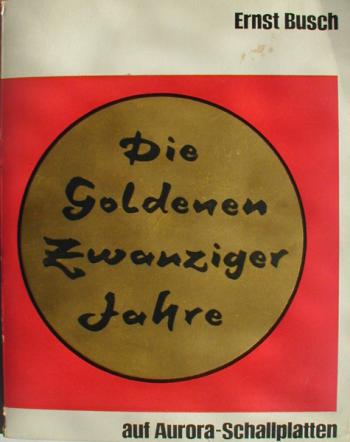 Ernst Busch
Die
Goldenen
Zwanziger
Jahre
auf Aurora-Schallplatten